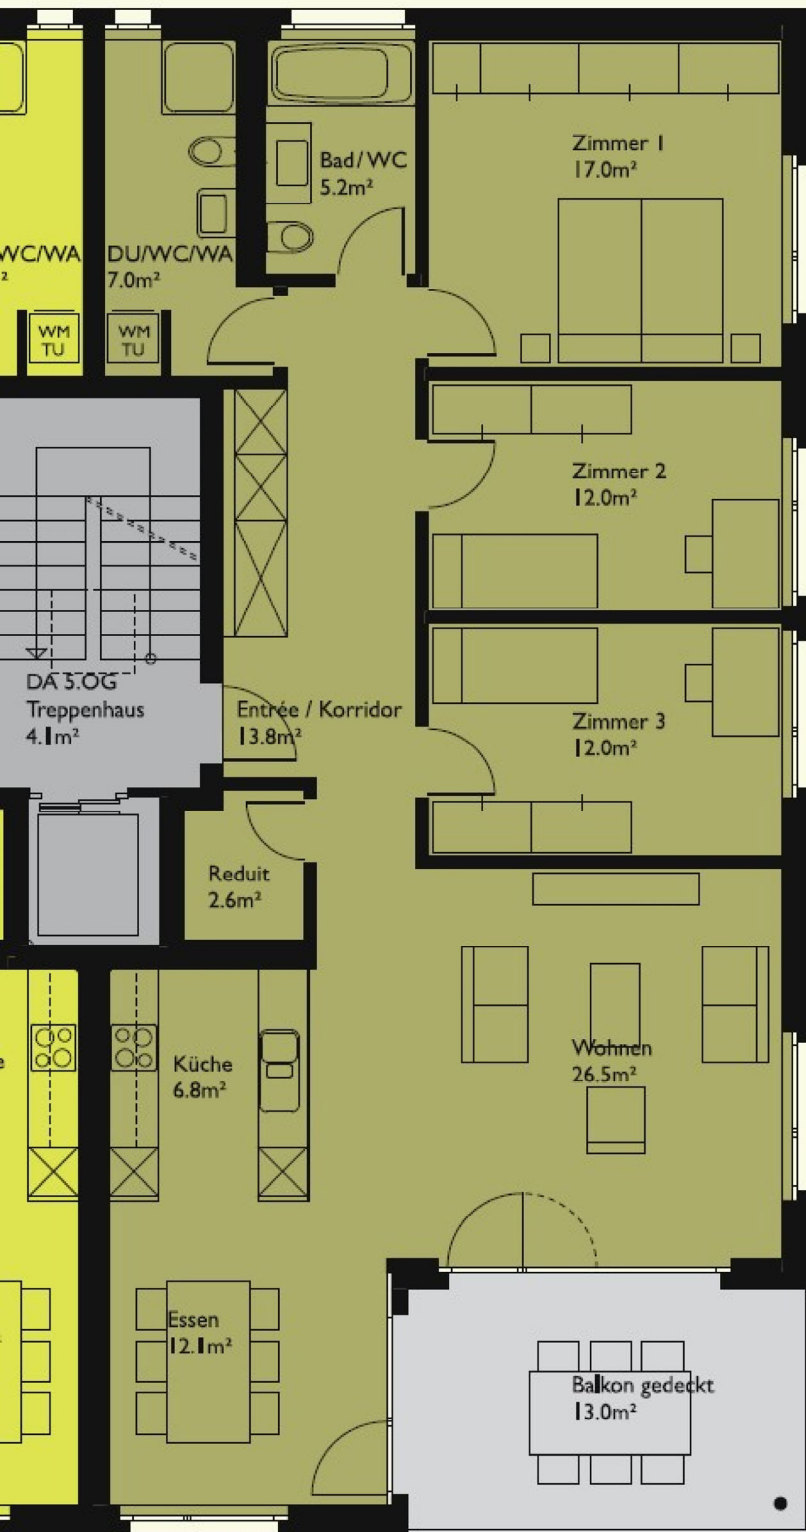 Zimmer 1
17.0m²
Bad/WC
5.2m²
WC/WA
²
DU/WC/WA
7.0m²
WM
TU
WM
TU
Zimmer 2
12.0m²
DA 5.OG
Treppenhaus
4.1m²
Entrée / Korridor
13.8m²
Zimmer 3
12.0m²
Reduit
2.6m²
e
Küche
6.8m²
Wohnen
26.5m²
Essen
12.1m²
Balkon gedeckt
13.0m²